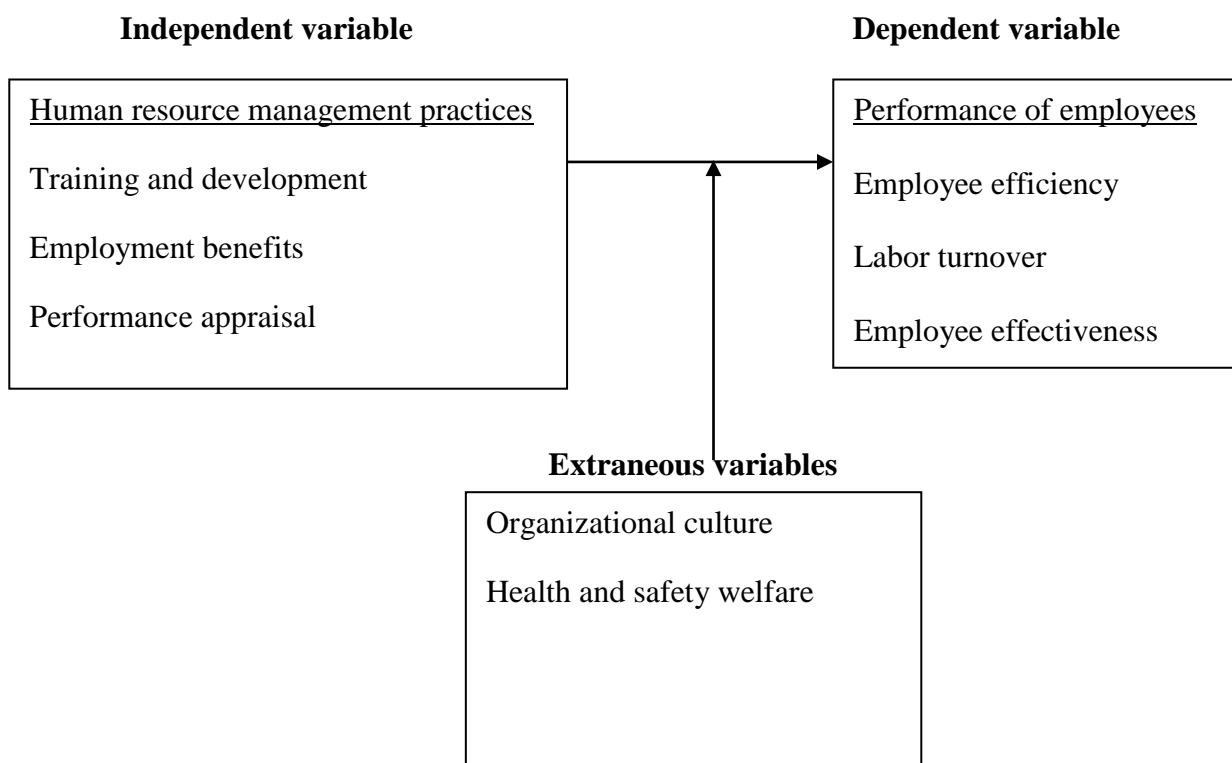 Independent variable
Dependent variable
Human resource management practices
Training and development
Employment benefits
Performance appraisal
Performance of employees
Employee efficiency
Labor turnover
Employee effectiveness
Extraneous variables
Organizational culture
Health and safety welfare